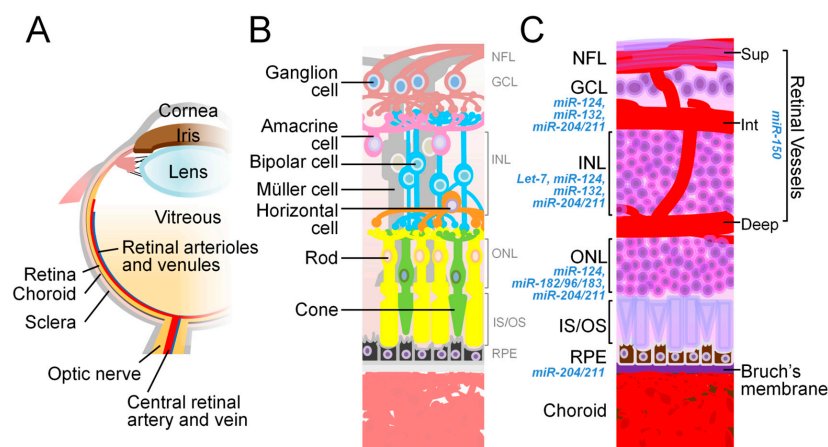 A
Cornea
Iris
Lens
Vitreous
Retinal arterioles
and venules
Retina
Choroid
Sclera
Optic nerve
Central retinal
artery and vein
B
Ganglion
cell
Amacrine
cell
Bipolar cell
Müller cell
Horizontal
cell
Rod
Cone
NFL
GCL
INL
ONL
IS/OS
RPE
C
NFL
GCL
miR-124,
miR-132,
miR-204/211
INL
Let-7, miR-124,
miR-132,
miR-204/211
ONL
miR-124,
miR-182/96/183,
miR-204/211
IS/OS
RPE
miR-204/211
Choroid
Sup
Int
Deep
Retinal Vessels
miR-150
Bruch's
membrane